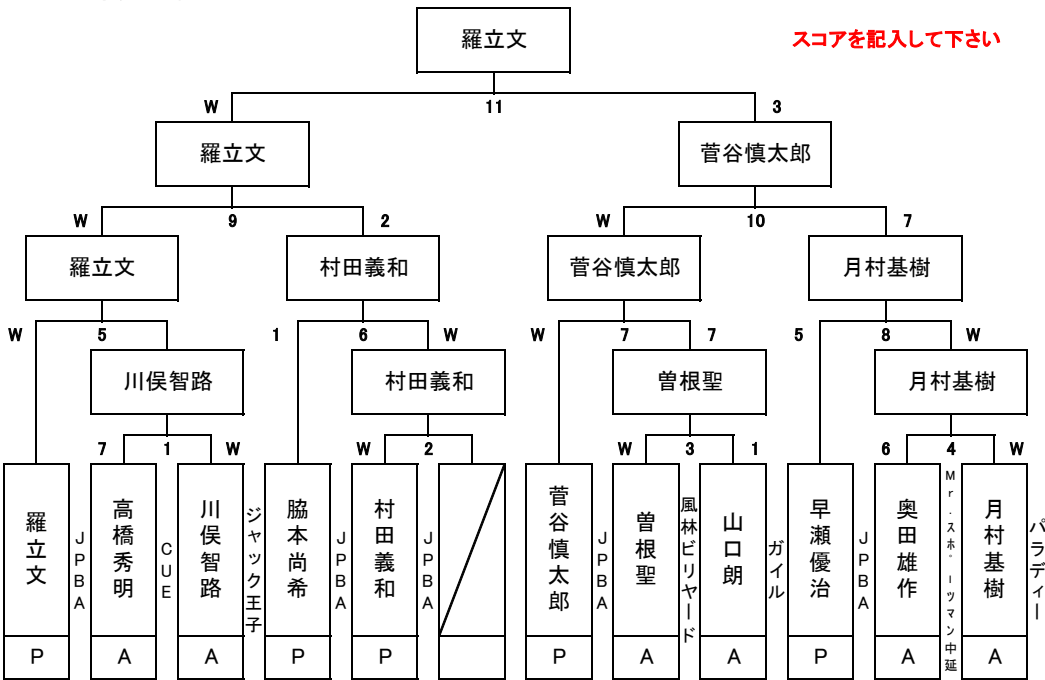 羅立文
スコアを記入して下さい
W 11 3
羅立文 菅谷慎太郎
W 9 2 W 10 7
羅立文 村田義和 菅谷慎太郎 月村基樹
W 5 1 6 W W 7 7 5 8 W
川俣智路 村田義和 曽根聖 月村基樹
7 1 W W 2 W 3 1 6 4 W
羅立文
JPBA
高橋秀明
CUE
川俣智路
ジャック王子
脇本尚希
JPBA
村田義和
JPBA
菅谷慎太郎
JPBA
曽根聖
風林ビリヤード
山口朗
ガイル
早瀬優治
JPBA
奥田雄作
Mr.スポーツマン中延
月村基樹
パラディー
P A A P P P A A P A A